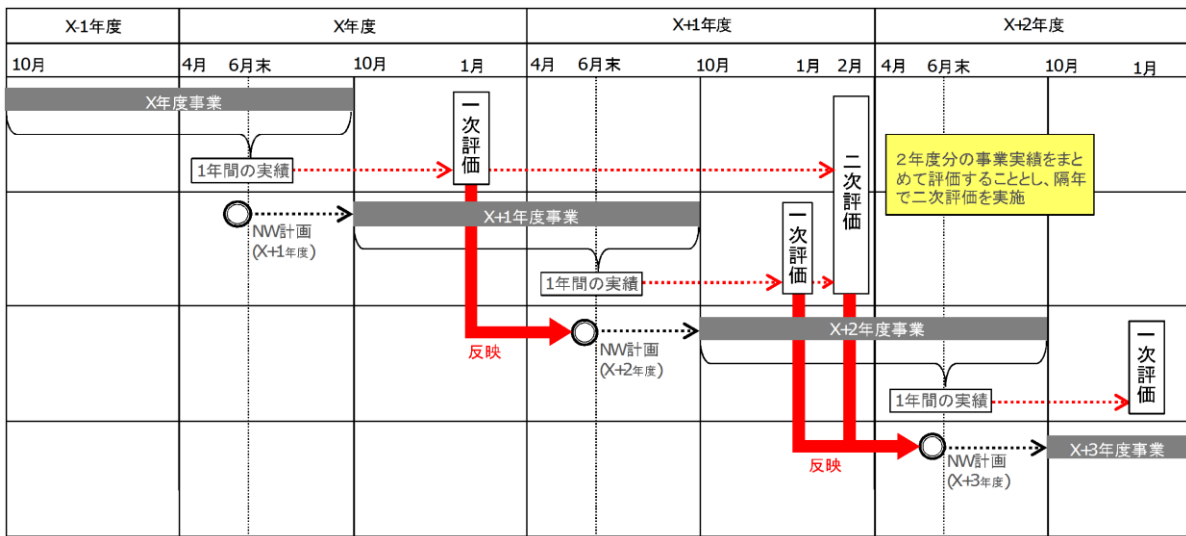 X-1年度
X年度
X+1年度
X+2年度
10月
4月
6月末
10月
1月
4月
6月末
10月
1月
2月
4月
6月末
10月
1月
X年度事業
1年間の実績
一次評価
二次評価
2年度分の事業実績をまと
めて評価することとし、隔年
で二次評価を実施
NW計画
(X+1年度)
X+1年度事業
1年間の実績
一次評価
反映
NW計画
(X+2年度)
X+2年度事業
1年間の実績
一次評価
反映
NW計画
(X+3年度)
X+3年度事業